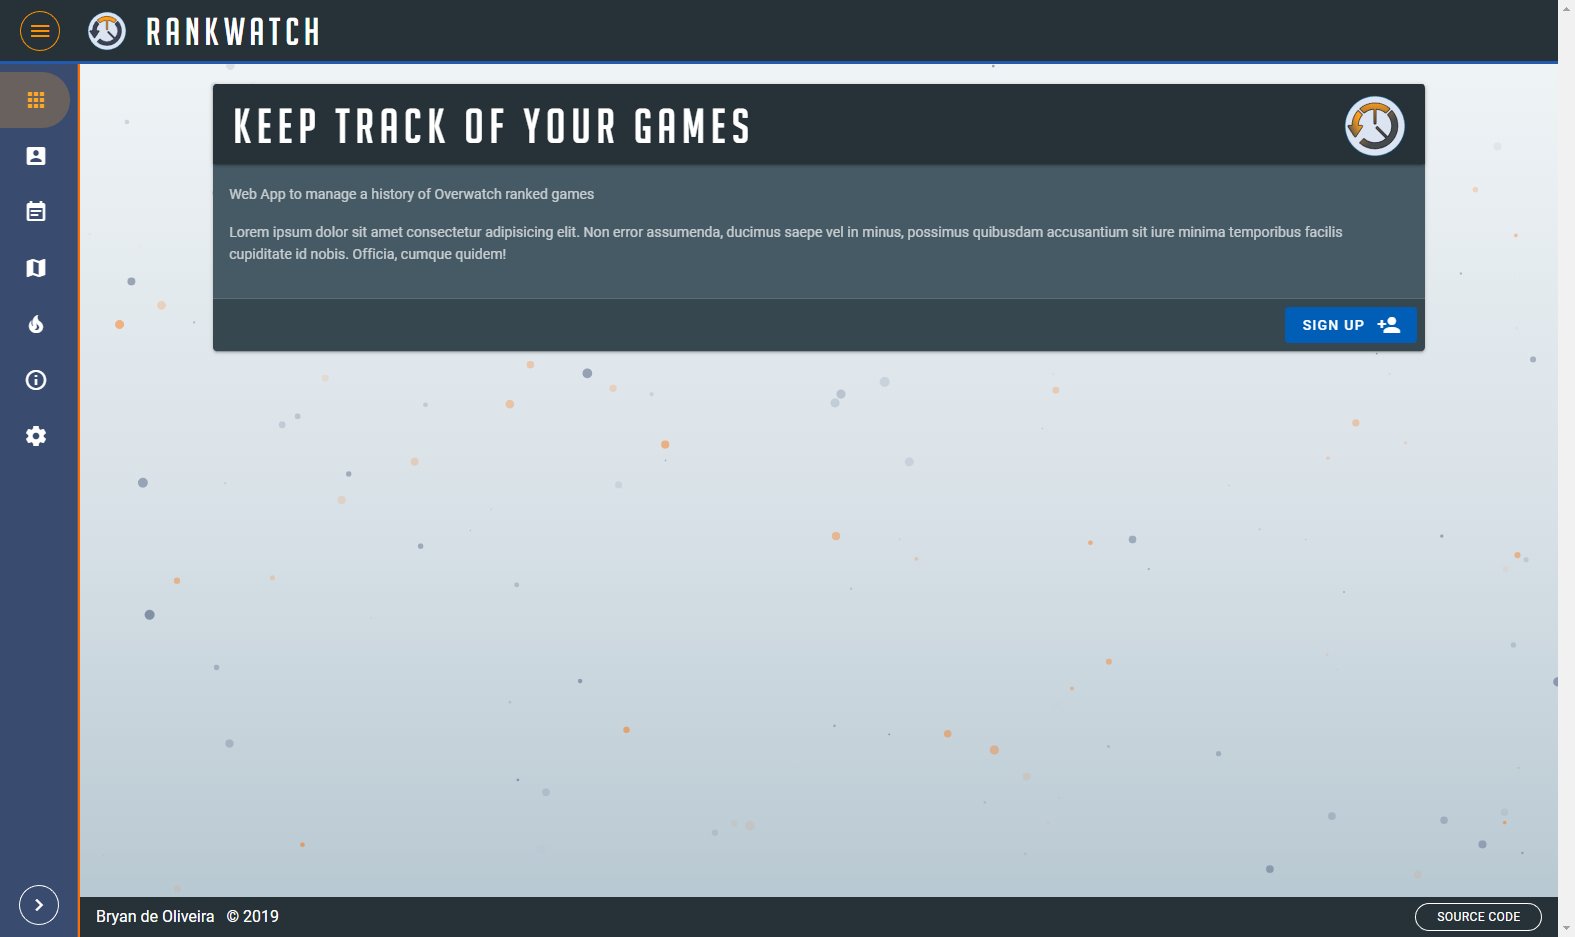 RANKWATCH
KEEP TRACK OF YOUR GAMES
Web App to manage a history of Overwatch ranked games
Lorem ipsum dolor sit amet consectetur adipisicing elit. Non error assumenda, ducimus saepe vel in minus, possimus quibusdam accusantium sit iure minima temporibus facilis
cupiditate id nobis. Officia, cumque quidem!
SIGN UP
Bryan de Oliveira © 2019
SOURCE CODE